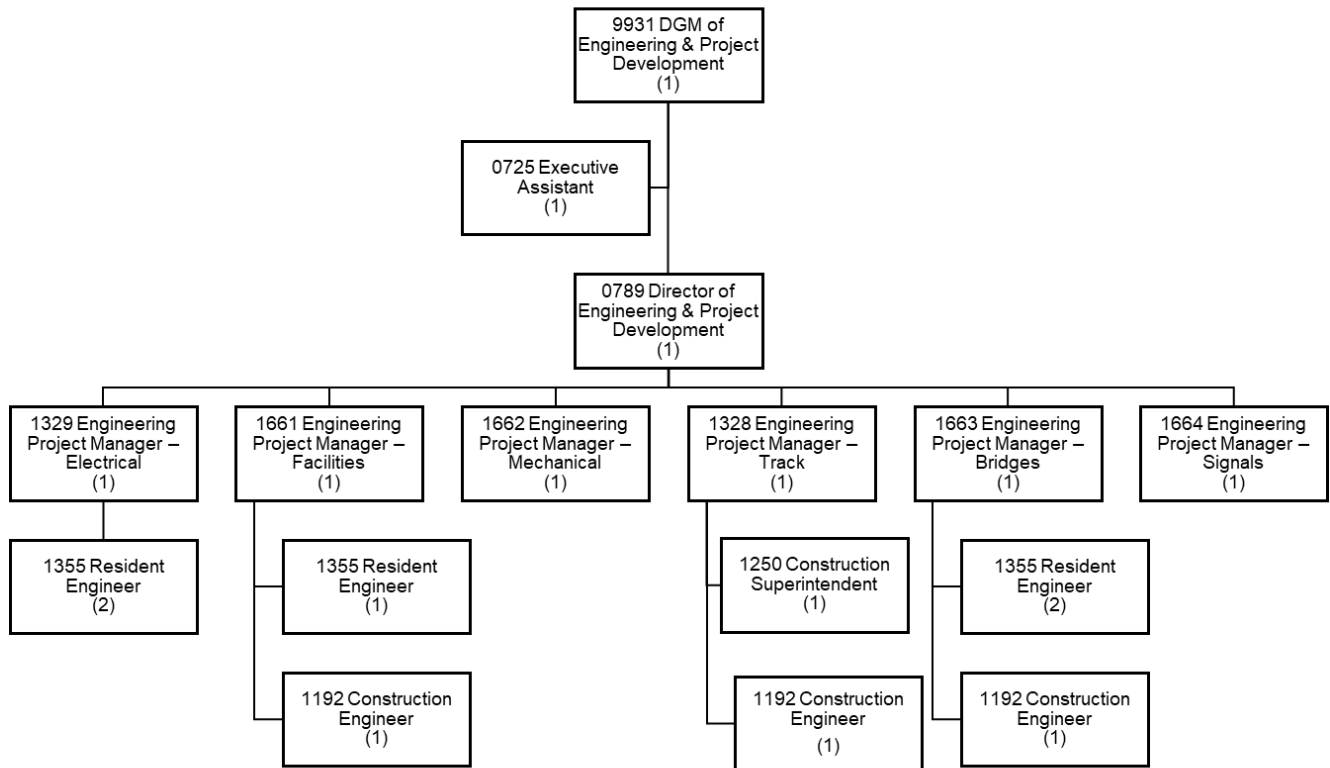 9931 DGM of
Engineering & Project
Development
(1)
0725 Executive
Assistant
(1)
0789 Director of
Engineering & Project
Development
(1)
1329 Engineering
Project Manager –
Electrical
(1)
1661 Engineering
Project Manager –
Facilities
(1)
1662 Engineering
Project Manager –
Mechanical
(1)
1328 Engineering
Project Manager –
Track
(1)
1663 Engineering
Project Manager –
Bridges
(1)
1664 Engineering
Project Manager –
Signals
(1)
1355 Resident
Engineer
(2)
1355 Resident
Engineer
(1)
1250 Construction
Superintendent
(1)
1355 Resident
Engineer
(2)
1192 Construction
Engineer
(1)
1192 Construction
Engineer
(1)
1192 Construction
Engineer
(1)